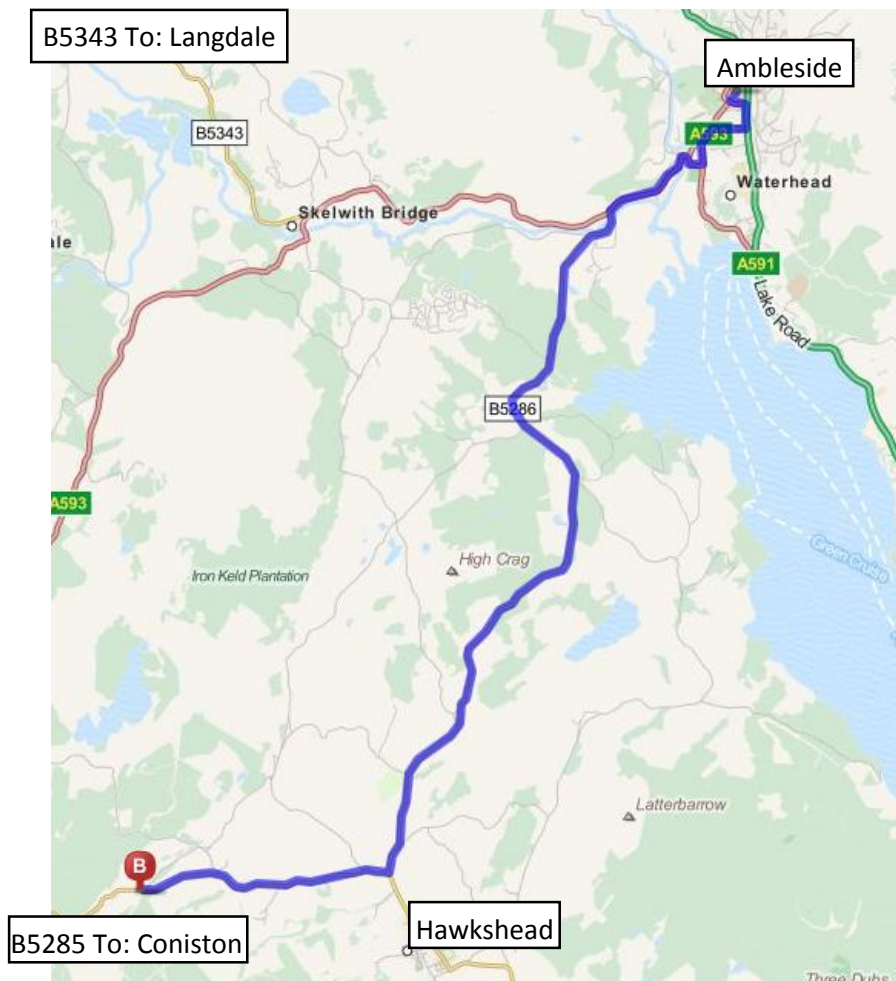 B5343 To: Langdale
Ambleside
B5343
A593
Waterhead
Skelwith Bridge
ale
A591
Lake Road
B5286
A593
Green Cruise
High Crag
Iron Keld Plantation
Latterbarrow
B
Hawkshead
B5285 To: Coniston
Three Dubs